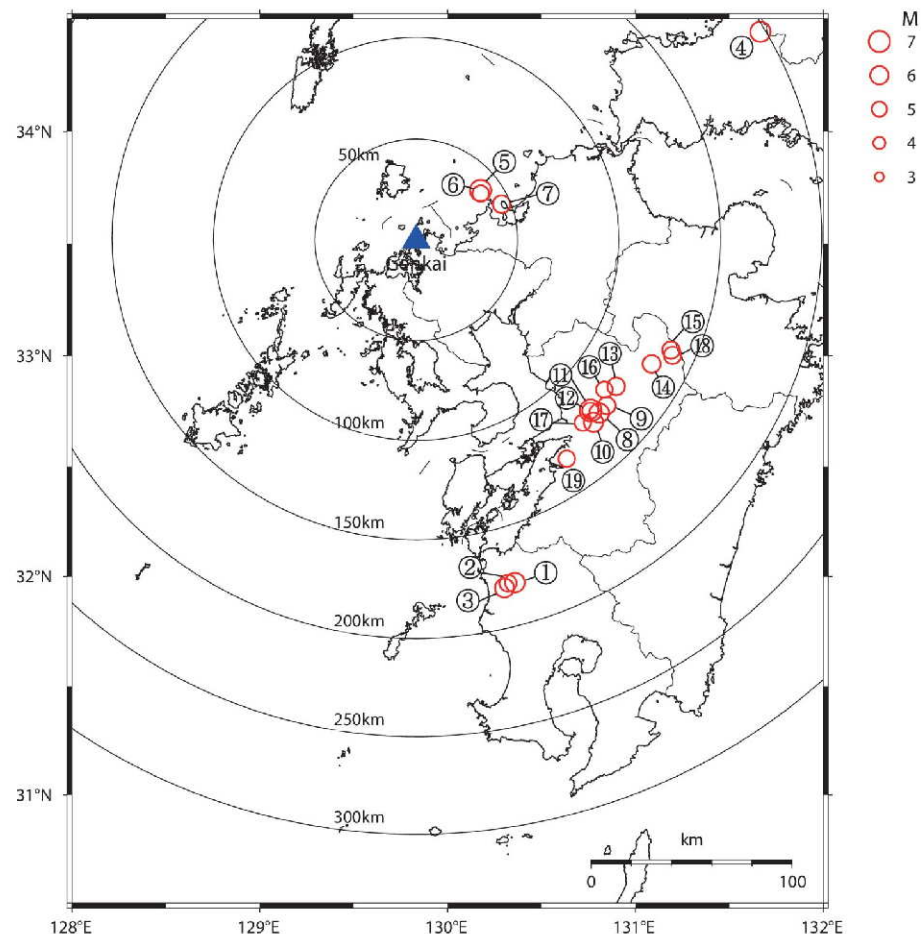 M
7
6
5
4
3
④
34°N
50km
⑤
⑥
⑦
Genkai
33°N
⑮
⑱
⑬
⑯
⑪
⑭
⑫
⑨
⑰
⑧
⑩
100km
⑲
150km
②
①
32°N
③
200km
250km
31°N
300km
km
0
100
128°E
129°E
130°E
131°E
132°E